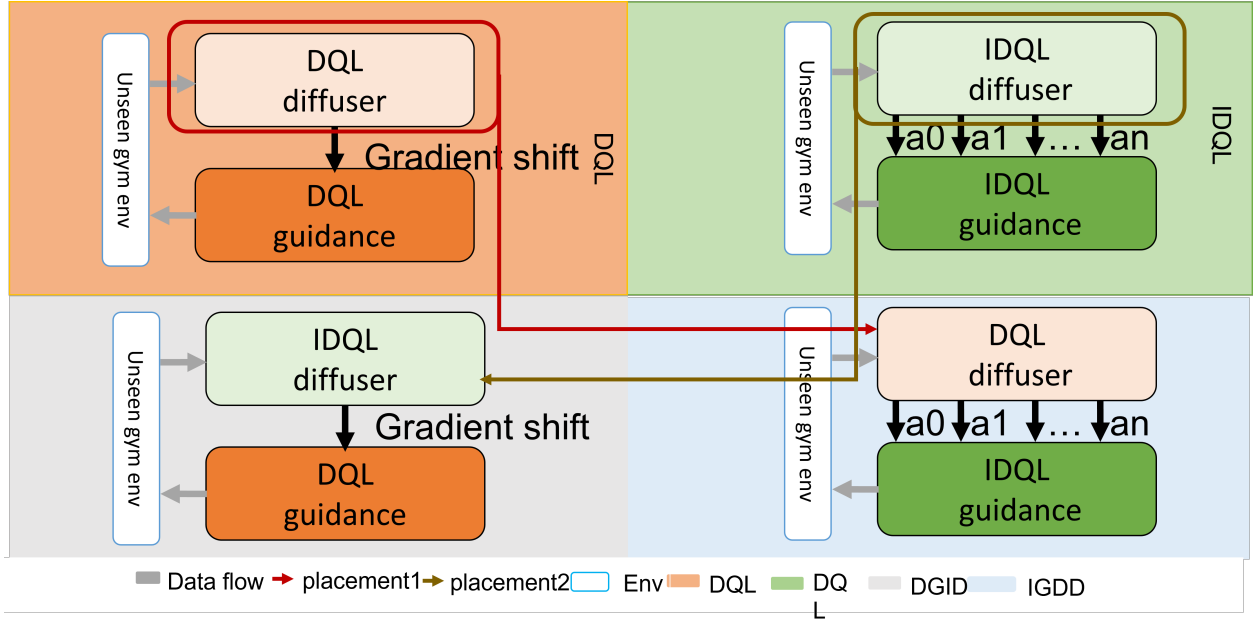 Unseen gym env
DQL
diffuser
Gradient shift
DQL
guidance
DQL
Unseen gym env
IDQL
diffuser
a0 a1 ... an
IDQL
guidance
IDQL
Unseen gym env
IDQL
diffuser
Gradient shift
DQL
guidance
Unseen gym env
DQL
diffuser
a0 a1 ... an
IDQL
guidance
Data flow placement1 placement2 Env DQL DQ DGID IGDD
L